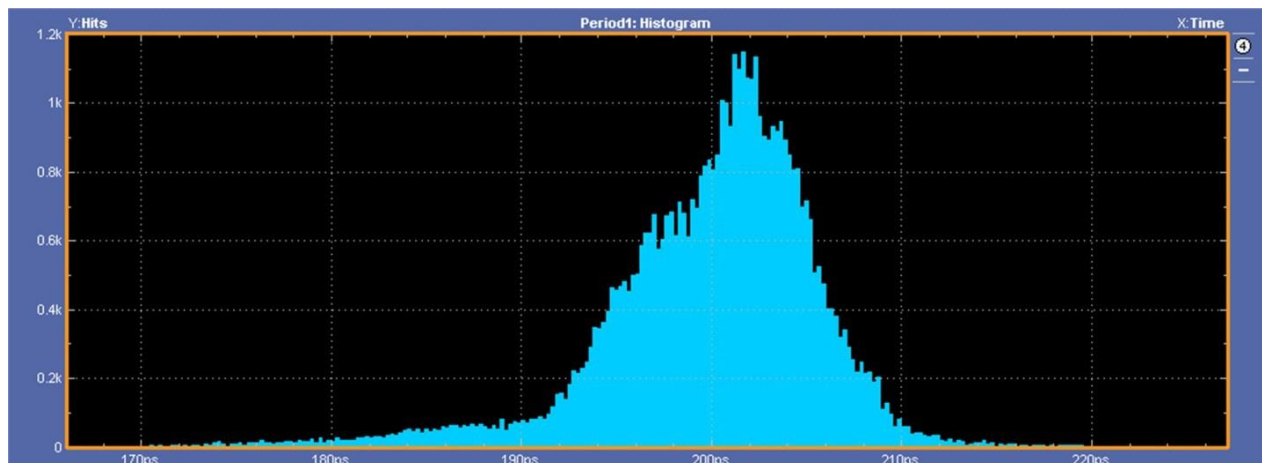 Y:Hits Period1: Histogram X:Time
1.2k
4
1k
0.8k
0.6k
0.4k
0.2k
0
170ps 180ps 190ps 200ps 210ps 220ps